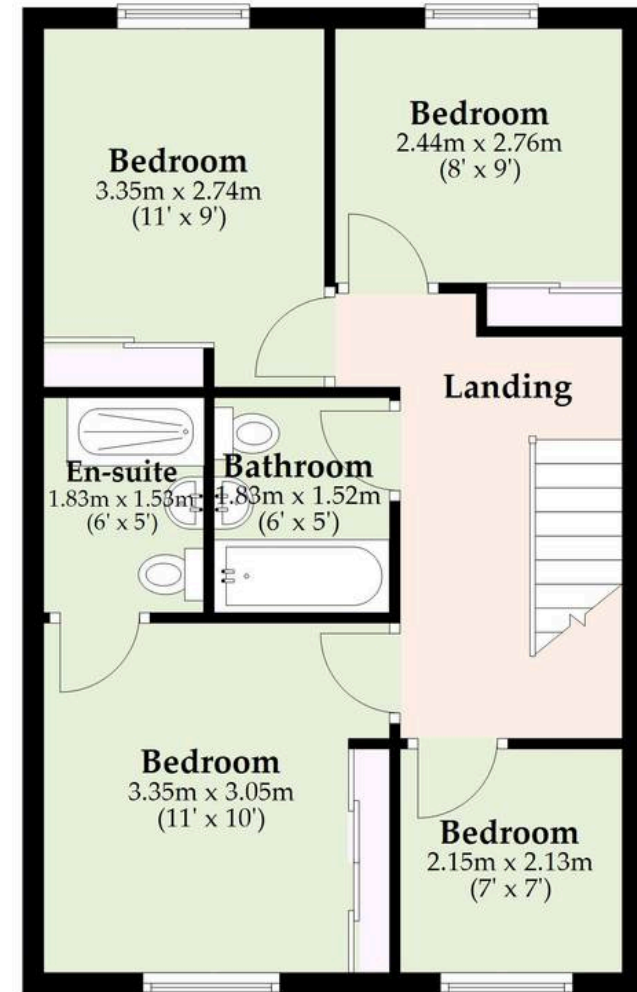 Bedroom
3.35m x 2.74m
(11' x 9')
Bedroom
2.44m x 2.76m
(8' x 9')
Landing
En-suite
1.83m x 1.53m
(6' x 5')
Bathroom
1.83m x 1.52m
(6' x 5')
Bedroom
3.35m x 3.05m
(11' x 10')
Bedroom
2.15m x 2.13m
(7' x 7')